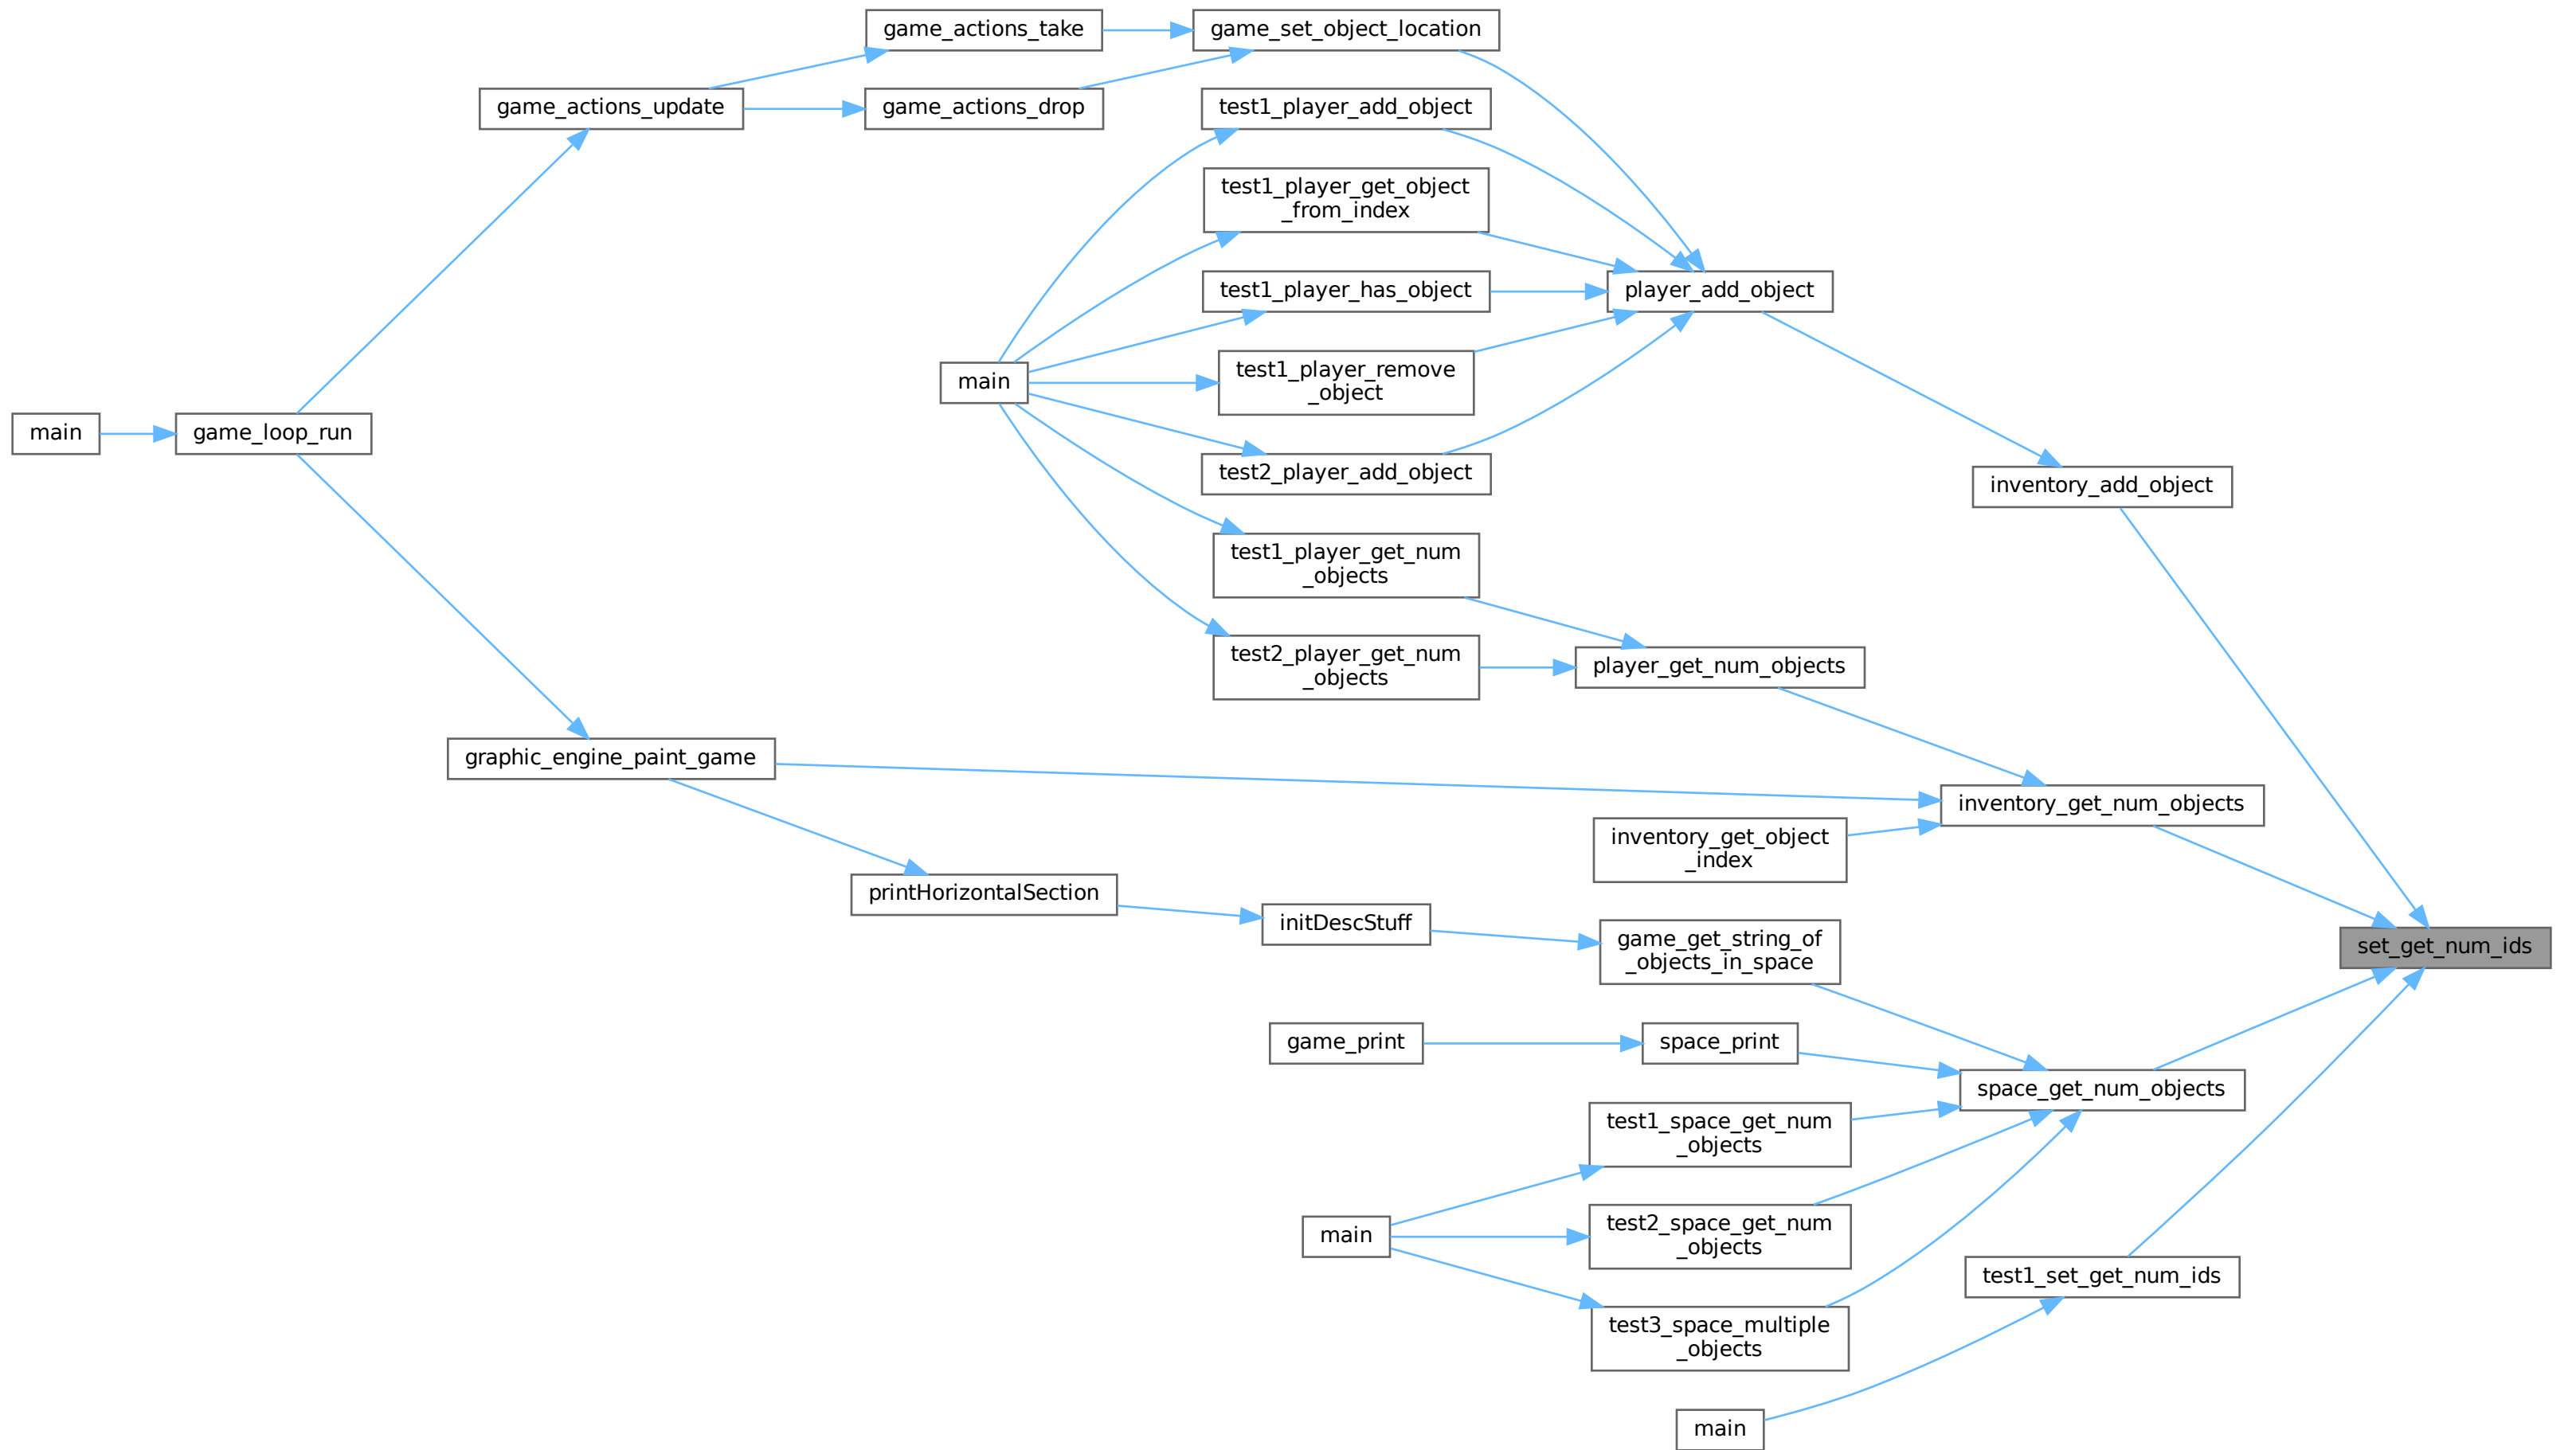 game_actions_take
game_set_object_location
game_actions_update
game_actions_drop
test1_player_add_object
test1_player_get_object
_from_index
test1_player_has_object
player_add_object
main
test1_player_remove
_object
main
game_loop_run
test2_player_add_object
inventory_add_object
test1_player_get_num
_objects
test2_player_get_num
_objects
player_get_num_objects
graphic_engine_paint_game
inventory_get_num_objects
inventory_get_object
_index
printHorizontalSection
initDescStuff
game_get_string_of
_objects_in_space
set_get_num_ids
game_print
space_print
space_get_num_objects
test1_space_get_num
_objects
main
test2_space_get_num
_objects
test1_set_get_num_ids
test3_space_multiple
_objects
main